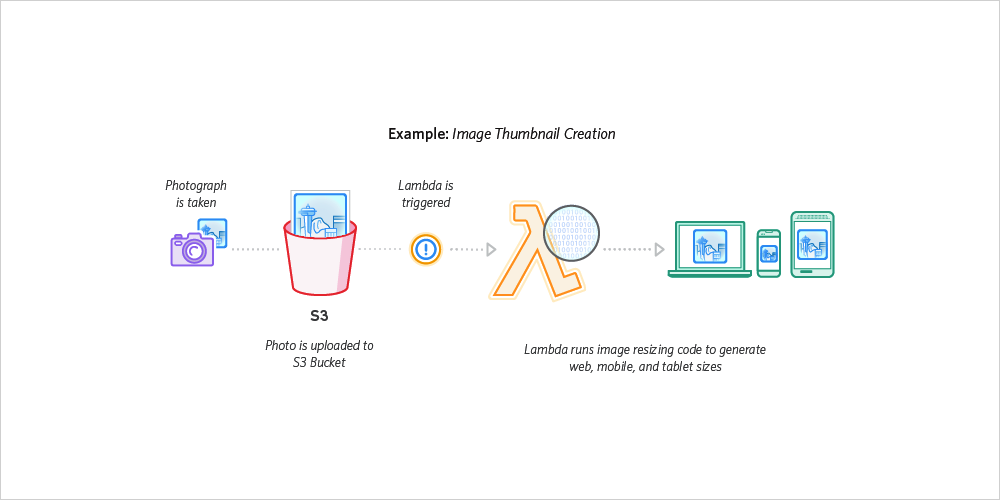 Example: Image Thumbnail Creation
Photograph
is taken
Lambda is
triggered
S3
Photo is uploaded to
S3 Bucket
Lambda runs image resizing code to generate
web, mobile, and tablet sizes